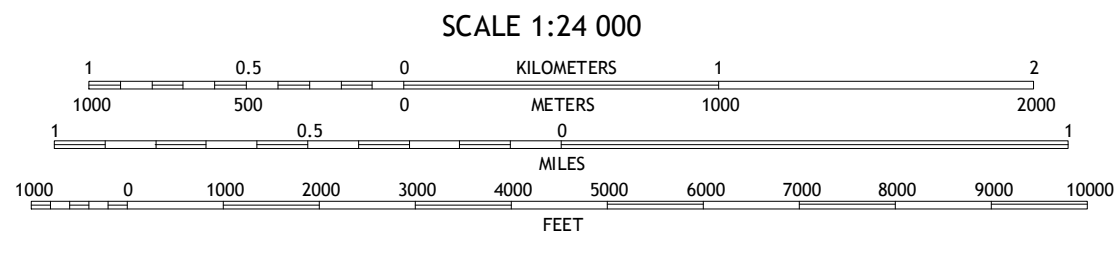 SCALE 1:24 000
1 0.5 0 KILOMETERS 1 2
1000 500 0 METERS 1000 2000
1 0.5 0 1
MILES
1000 0 1000 2000 3000 4000 5000 6000 7000 8000 9000 10000
FEET